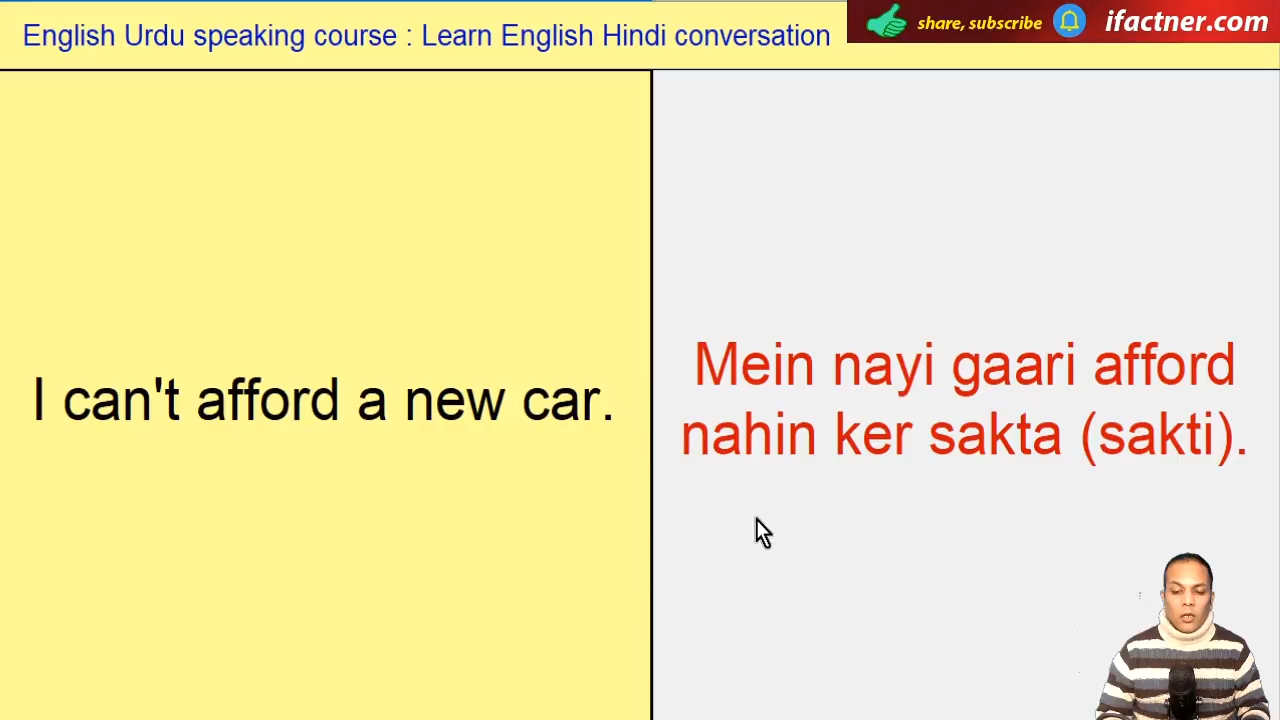 English Urdu speaking course : Learn English Hindi conversation
share, subscribe
ifactner.com
I can't afford a new car.
Mein nayi gaari afford
nahin ker sakta (sakti).